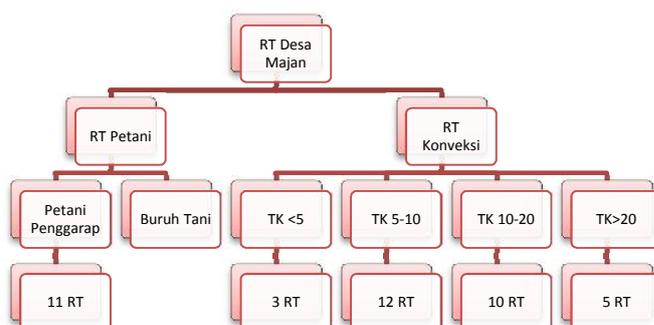 RT Desa
Majan
RT Petani
RT
Konveksi
Petani
Penggarap
Buruh Tani
TK <5
TK 5-10
TK 10-20
TK>20
11 RT
3 RT
12 RT
10 RT
5 RT